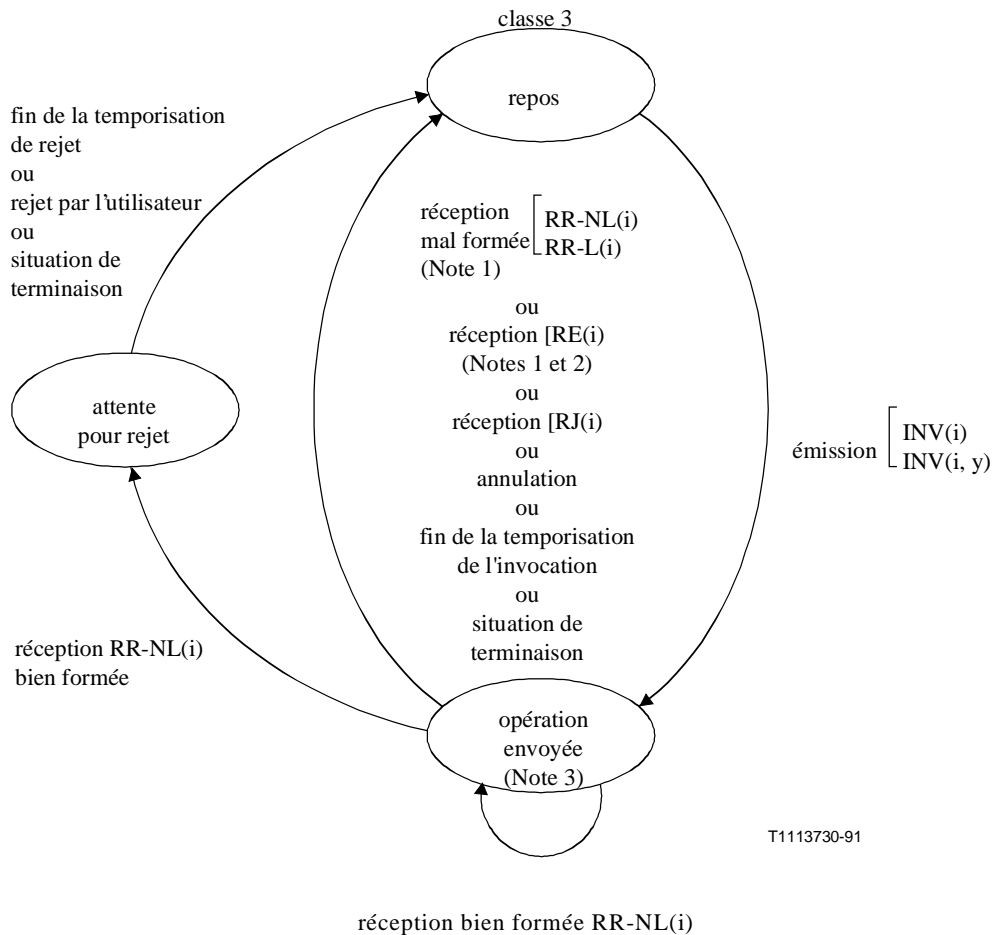 classe 3
repos
fin de la temporisation
de rejet
ou
rejet par l'utilisateur
ou
situation de
terminaison
réception
mal formée
(Note 1)
RR-NL(i)
RR-L(i)
ou
réception [RE(i)
(Notes 1 et 2)
ou
réception [RJ(i)
ou
annulation
ou
fin de la temporisation
de l'invocation
ou
situation de
terminaison
attente
pour rejet
émission
INV(i)
INV(i, y)
réception RR-NL(i)
bien formée
opération
envoyée
(Note 3)
T1113730-91
réception bien formée RR-NL(i)